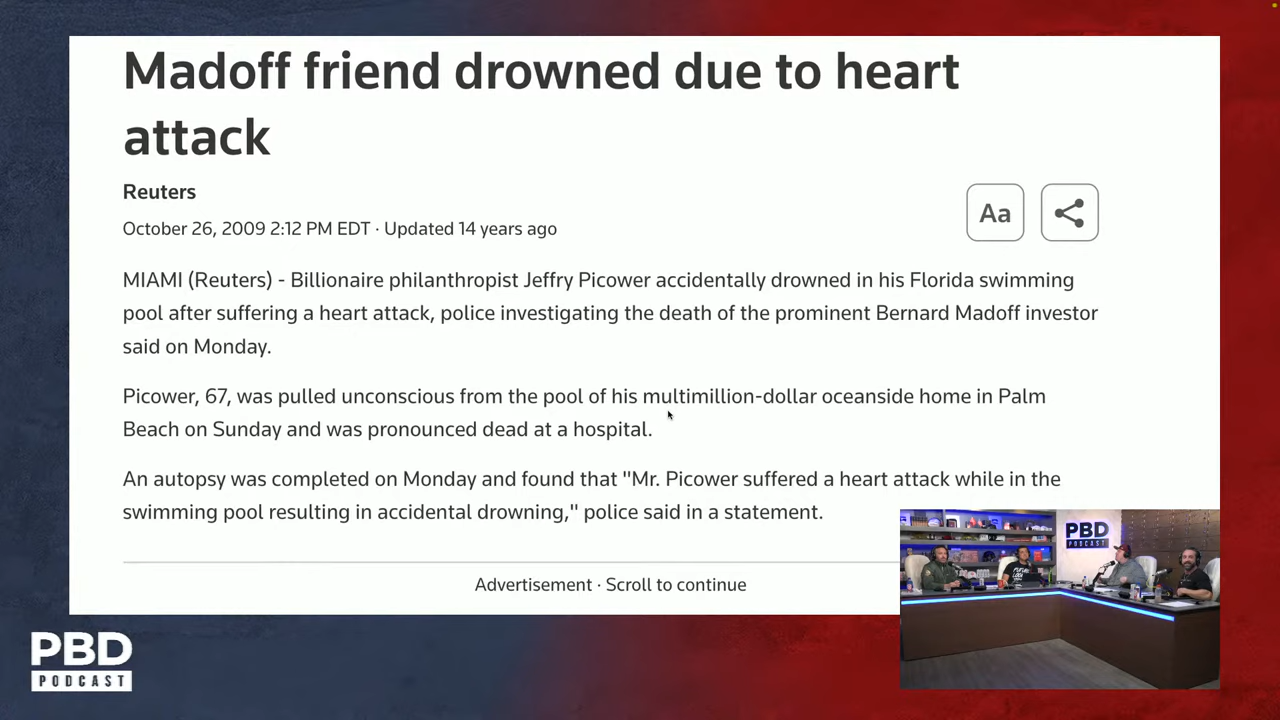 Madoff friend drowned due to heart
attack
Reuters
October 26, 2009 2:12 PM EDT · Updated 14 years ago
Aa
MIAMI (Reuters) - Billionaire philanthropist Jeffry Picower accidentally drowned in his Florida swimming
pool after suffering a heart attack, police investigating the death of the prominent Bernard Madoff investor
said on Monday.
Picower, 67, was pulled unconscious from the pool of his multimillion-dollar oceanside home in Palm
Beach on Sunday and was pronounced dead at a hospital.
An autopsy was completed on Monday and found that "Mr. Picower suffered a heart attack while in the
swimming pool resulting in accidental drowning," police said in a statement.
Advertisement · Scroll to continue
PBD
PODCAST
PBD
PODCAST